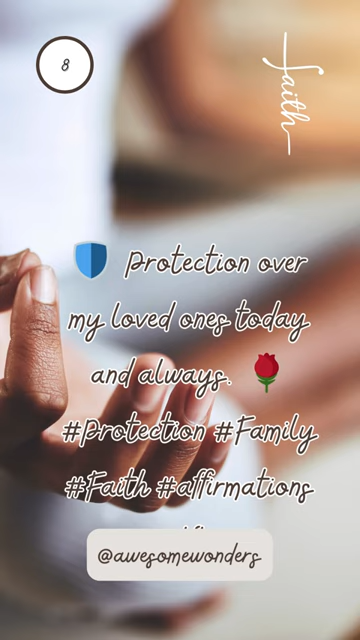 8
faith
🛡️ Protection over
my loved ones today
and always. 🌹
#Protection #Family
#Faith #affirmations
@awesomewonders